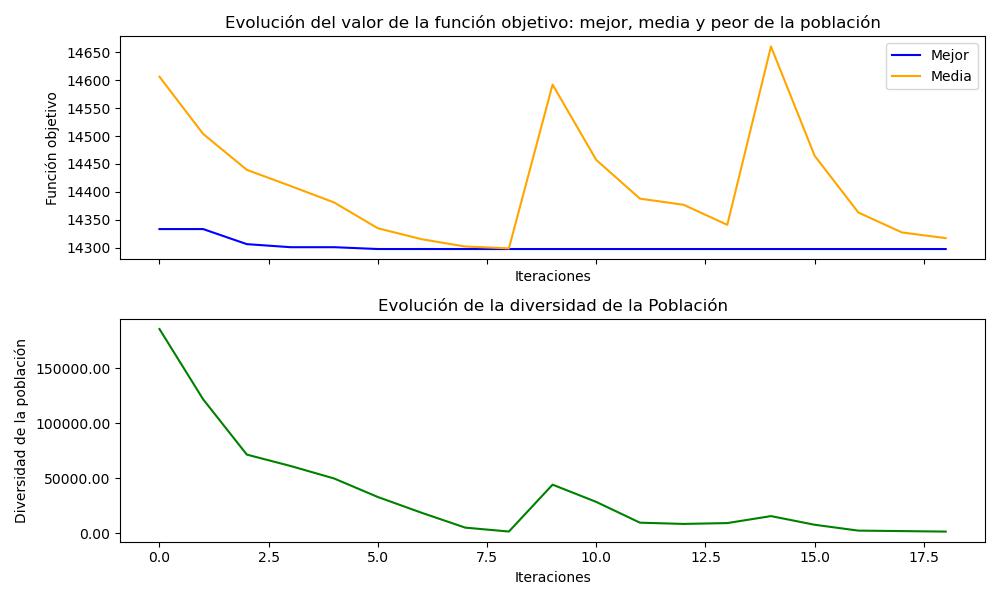 Evolución del valor de la función objetivo: mejor, media y peor de la población
14650
14600
14550
14500
14450
14400
14350
14300
Función objetivo
Mejor
Media
Iteraciones
Evolución de la diversidad de la Población
150000.00
100000.00
50000.00
0.00
Diversidad de la población
0.0 2.5 5.0 7.5 10.0 12.5 15.0 17.5
Iteraciones